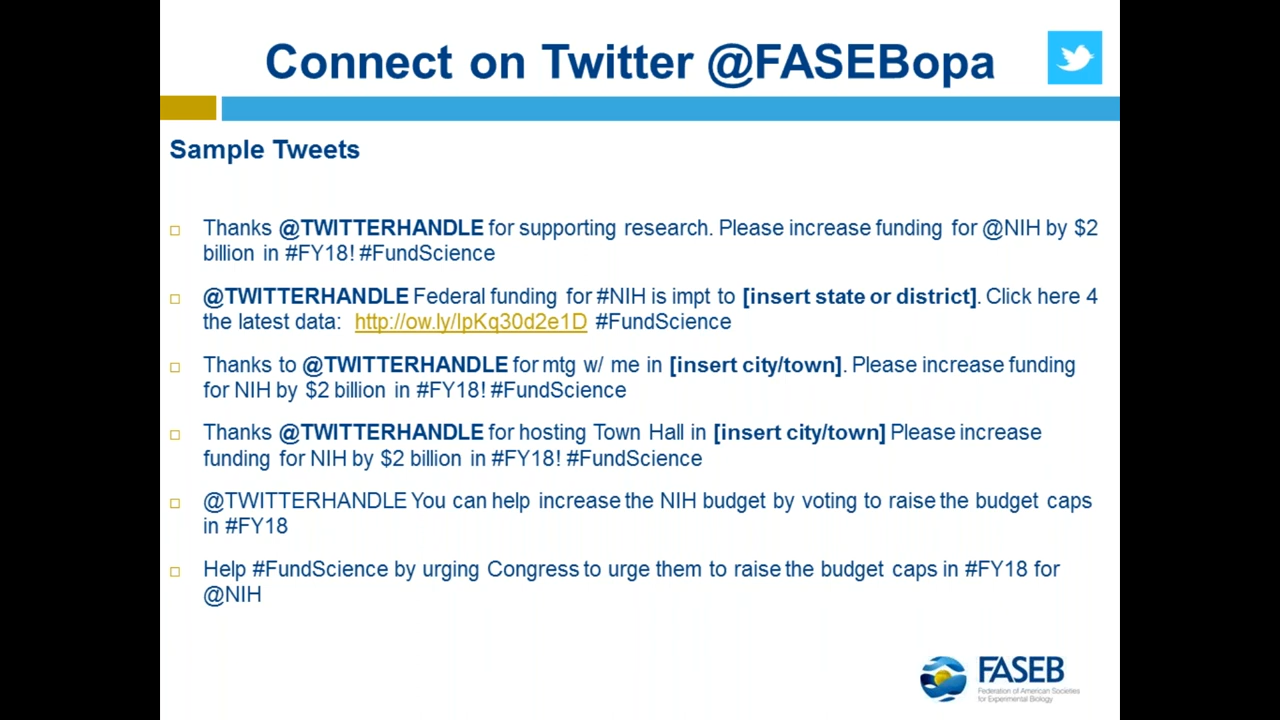 Connect on Twitter @FASEBopa
Sample Tweets
Thanks @TWITTERHANDLE for supporting research. Please increase funding for @NIH by $2
billion in #FY18! #FundScience
@TWITTERHANDLE Federal funding for #NIH is impt to [insert state or district]. Click here 4
the latest data: http://ow.ly/IpKq30d2e1D #FundScience
Thanks to @TWITTERHANDLE for mtg w/ me in [insert city/town]. Please increase funding
for NIH by $2 billion in #FY18! #FundScience
Thanks @TWITTERHANDLE for hosting Town Hall in [insert city/town] Please increase
funding for NIH by $2 billion in #FY18! #FundScience
@TWITTERHANDLE You can help increase the NIH budget by voting to raise the budget caps
in #FY18
Help #FundScience by urging Congress to urge them to raise the budget caps in #FY18 for
@NIH
FASEB
Federation of American Societies
for Experimental Biology